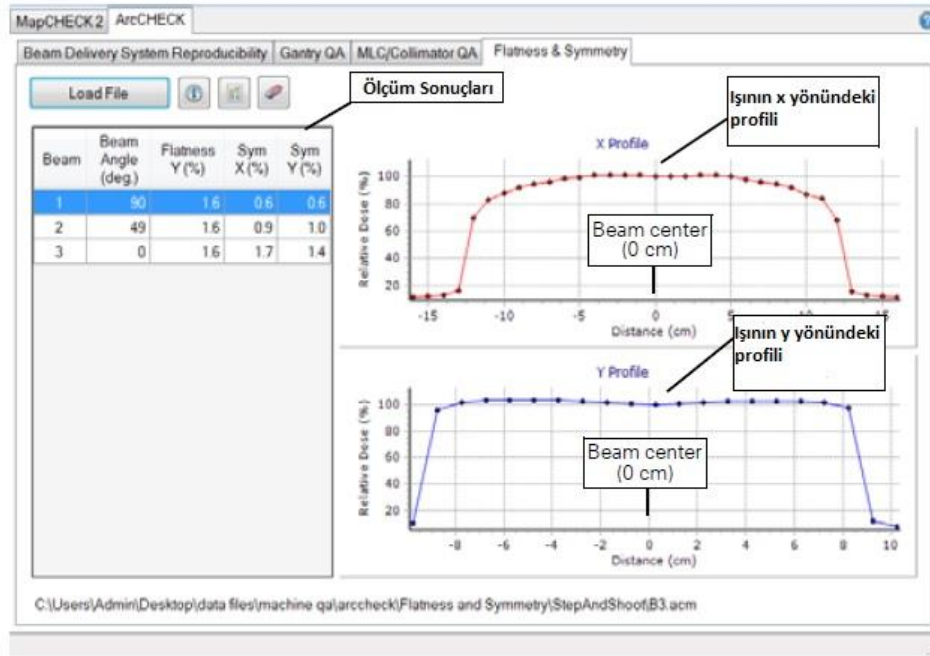 MapCHECK 2 ArcCHECK
Beam Delivery System Reproducibility Gantry QA MLC/Collimator QA Flatness & Symmetry
Load File
Ölçüm Sonuçları
Işının x yönündeki
profili
Beam Beam Angle (deg.) Flatness Y (%) Sym X (%) Sym Y (%)
1 90 1.6 0.6 0.6
2 49 1.6 0.9 1.0
3 0 1.6 1.7 1.4
X Profile
Relative Dose (%)
100
80
60
40
20
Beam center
(0 cm)
-15 -10 -5 0 5 10 15
Distance (cm)
Işının y yönündeki
profili
Y Profile
Relative Dose (%)
100
80
60
40
20
Beam center
(0 cm)
-8 -6 -4 -2 0 2 4 6 8 10
Distance (cm)
C:\Users\Admin\Desktop\data files\machine qa\arccheck\Flatness and Symmetry\StepAndShoot\B3.acm